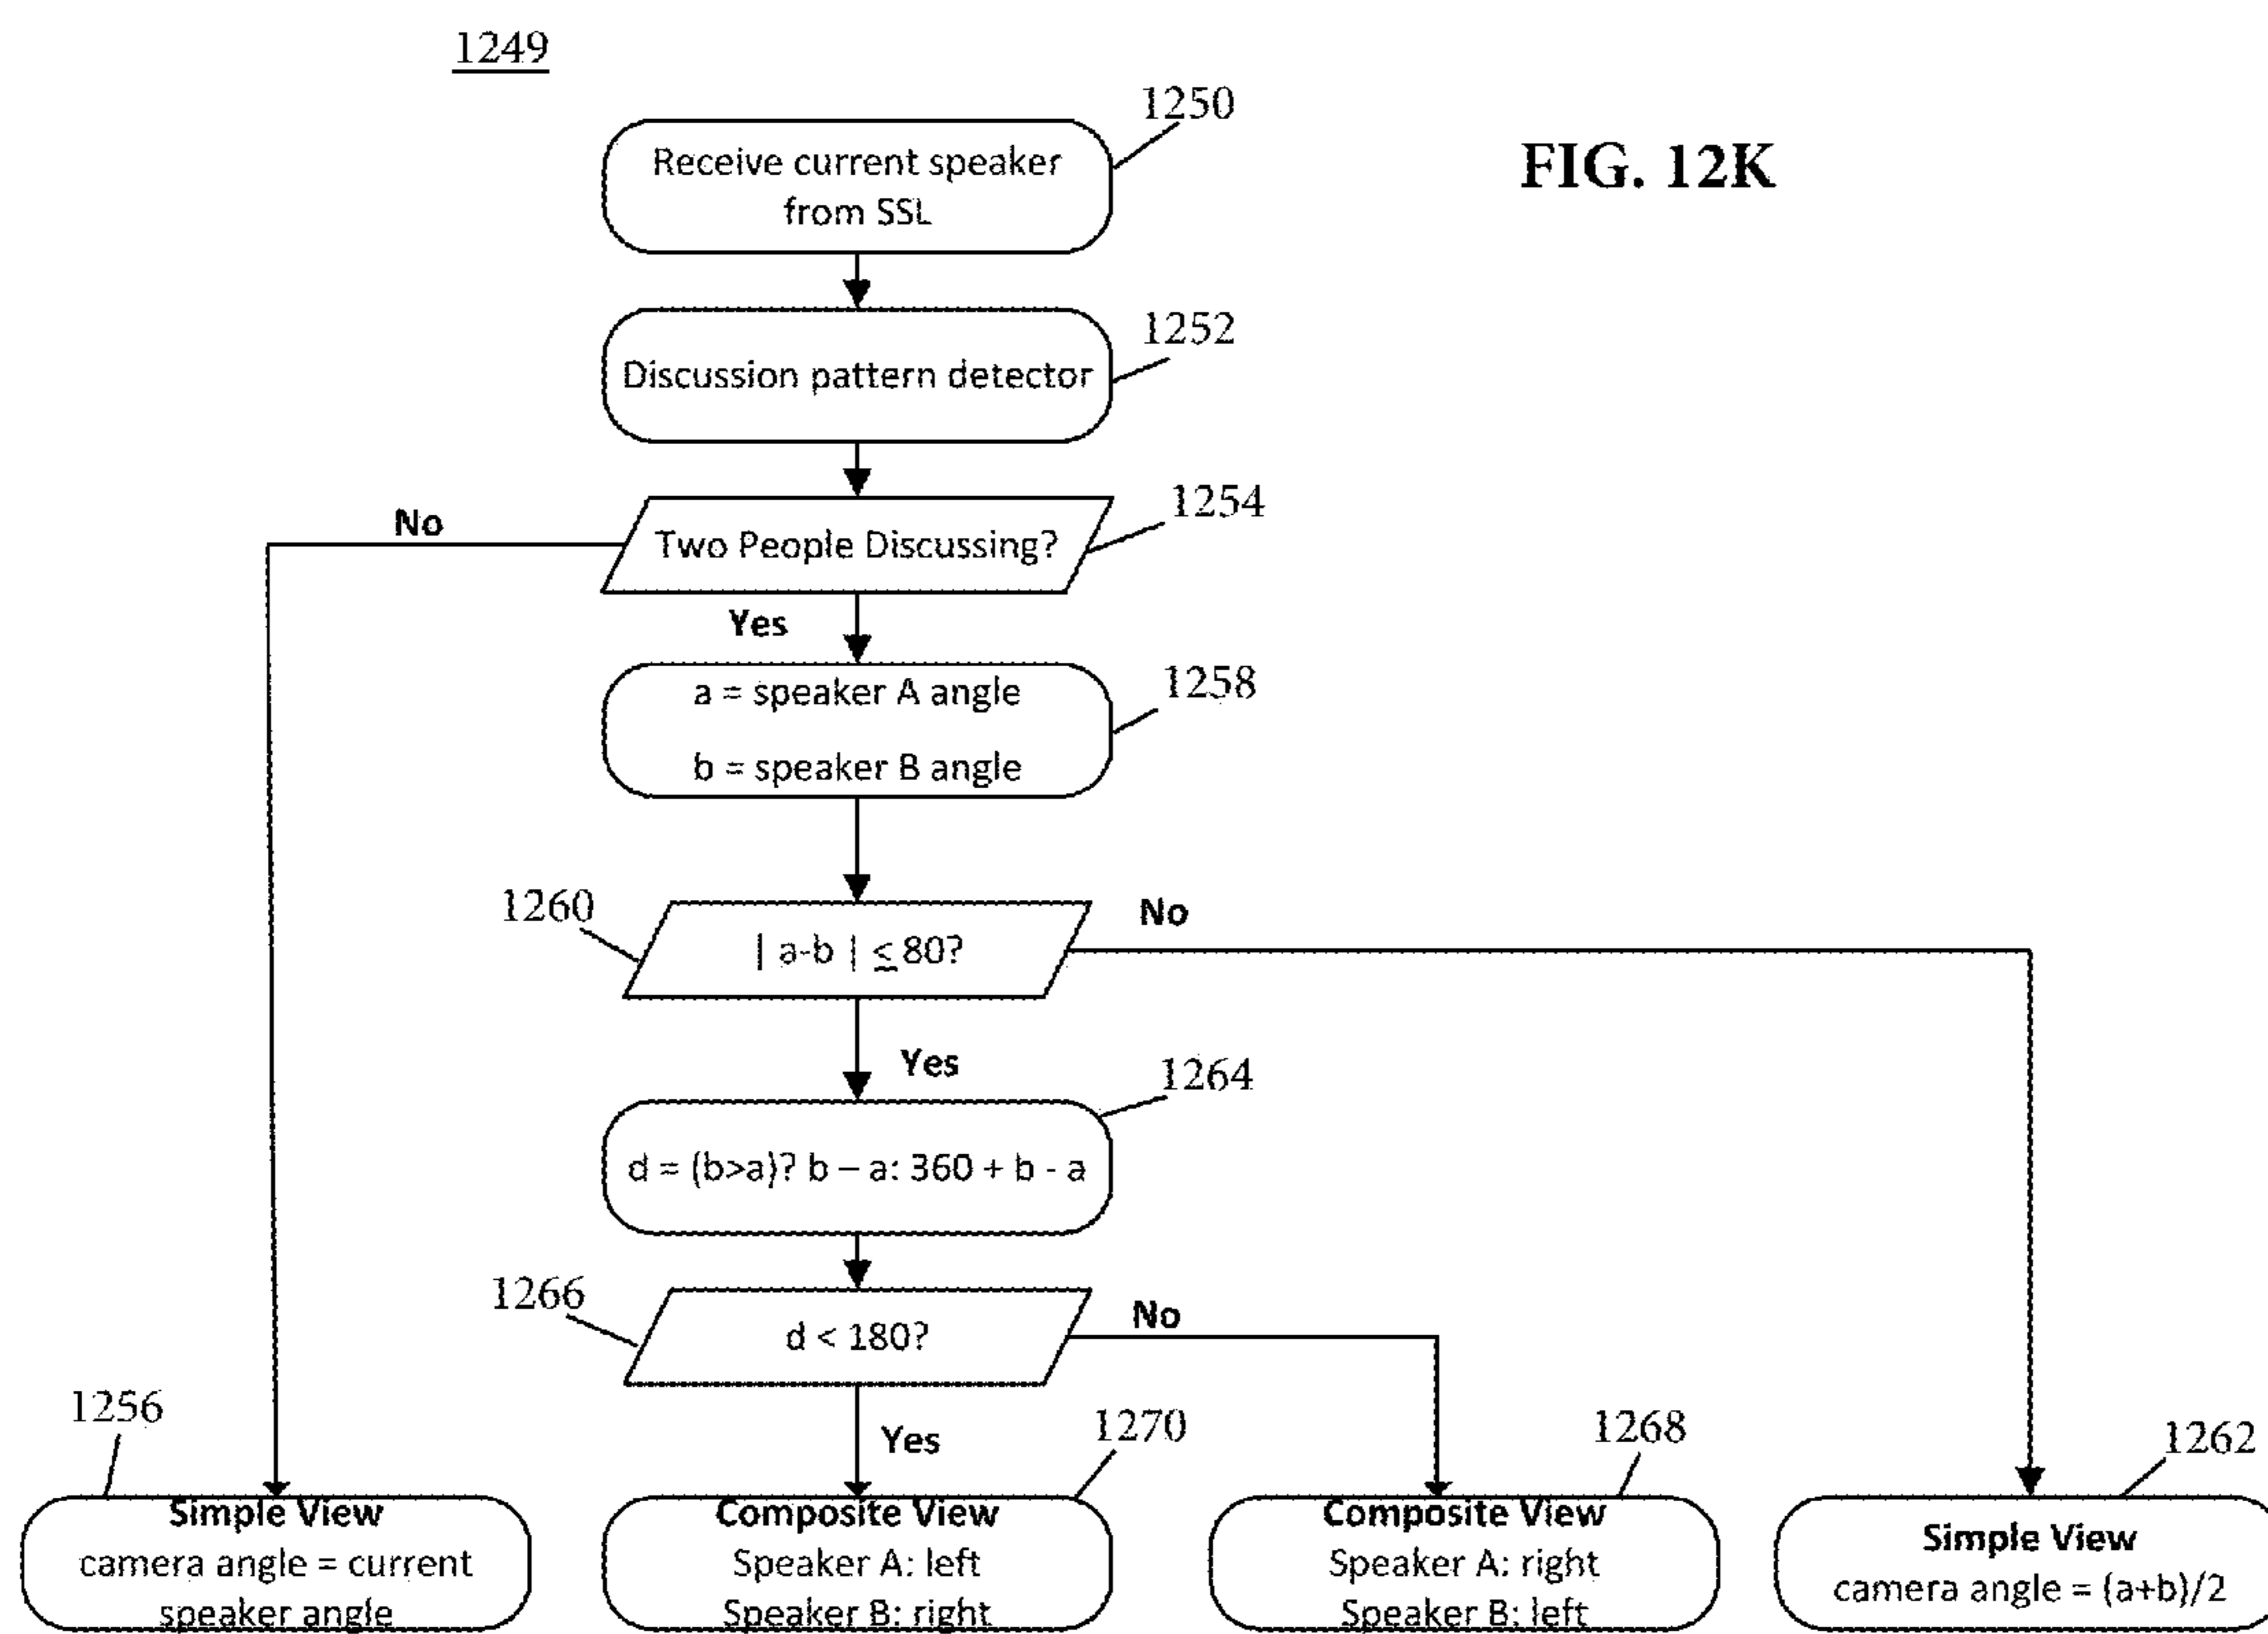 1249
1250
FIG. 12K
Receive current speaker
from SSL
1252
Discussion pattern detector
1254
No
Two People Discussing?
Yes
1258
a = speaker A angle
b = speaker B angle
1260
No
| a-b | ≤ 80?
Yes
1264
d = (b>a)? b – a: 360 + b - a
1266
No
d < 180?
1256
Yes
1270
1268
1262
Simple View
camera angle = current
speaker angle
Composite View
Speaker A: left
Speaker B: right
Composite View
Speaker A: right
Speaker B: left
Simple View
camera angle = (a+b)/2